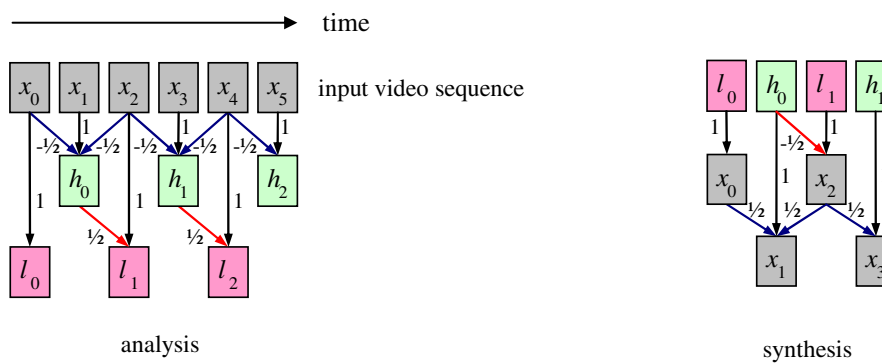 time
x0 x1 x2 x3 x4 x5 input video sequence
1 1 1
-½ -½ -½ -½ -½
h0 h1 h2
1 1 1
½ ½
l0 l1 l2
analysis
l0 h0 l1
1 1
-½
x0 x2
1
½ ½ ½
x1 x3
synthesis